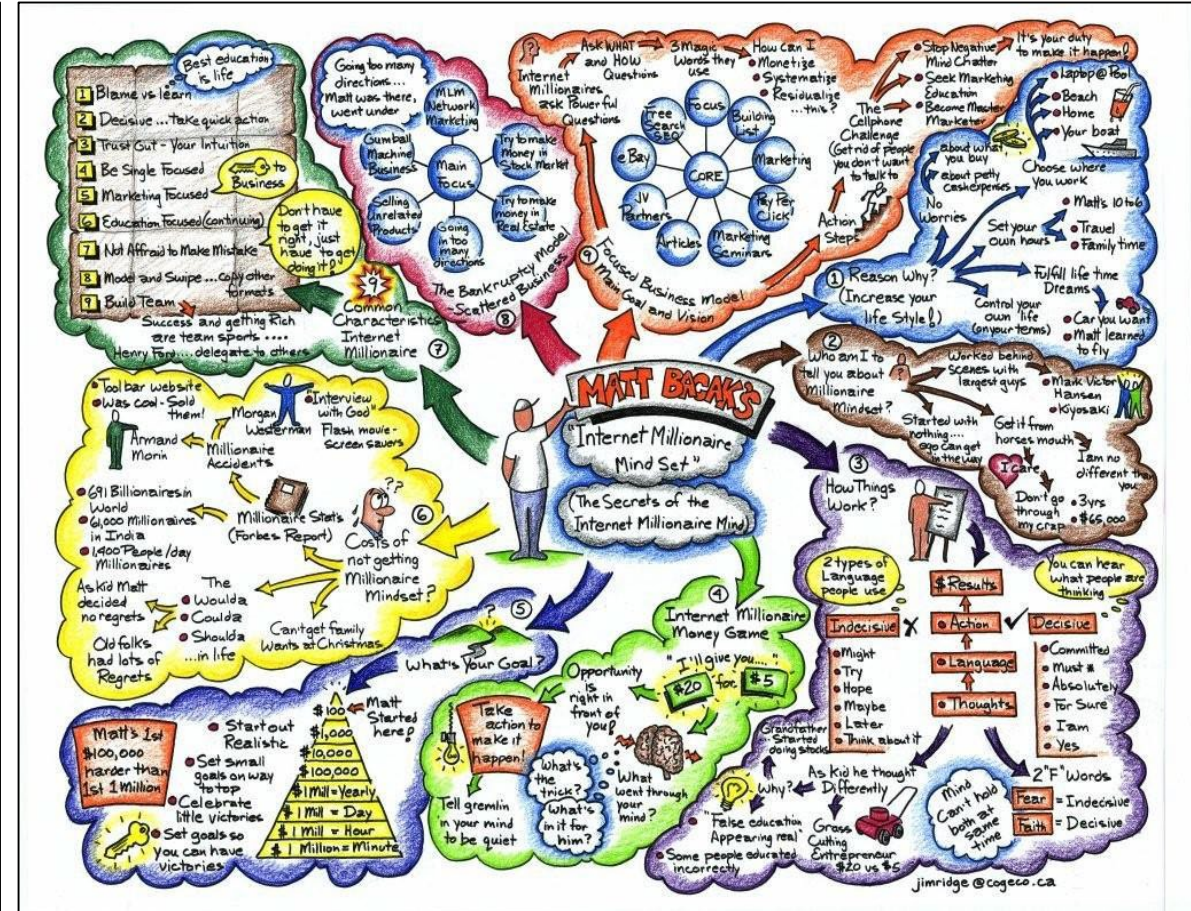 MATT BACAK'S
"Internet Millionaire
Mind Set"
The Secrets of the
Internet Millionaire Mind
① Reason Why?
(Increase your
life Style!)
No
Worries
about what
you buy
about petty
cash expenses
Choose where
you work
Laptop @ Pool
Beach
Home
Your boat
Set your
own hours
Matt's 10 to 6
Travel
Family time
Control your
own life
(on your terms)
Fulfill life time
Dreams
Car you want
Matt learned
to fly
② Who am I to
tell you about
Millionaire
Mindset?
Worked behind
scenes with
largest guys
Mark Victor
Hansen
Kiyosaki
Started with
nothing....
ego can get
in the way
Get it from
horses mouth
I care
I am no
different than
you
Don't go
through
my crap
3yrs
$65,000
③
How Things
Work?
2 types of
Language
people use
You can hear
what people are
thinking
$ Results
Action
Language
Thoughts
Indecisive X
Might
Try
Hope
Maybe
Later
Think about it
✓ Decisive
Committed
Must *
Absolutely
For Sure
I am
Yes
2 "F" Words
Fear = Indecisive
Faith = Decisive
Mind
Can't hold
both at
same
time
As Kid he thought
Differently
Why?
Grandfather
Started
doing stocks
"False education
Appearing real"
Some people educated
incorrectly
Grass
Cutting
Entrepreneur
$20 vs $5
④
Internet Millionaire
Money Game
"I'll give you...."
$20 for $5
Opportunity
is
right in
front of
you!
Take
action to
make it
happen!
Tell gremlin
in your mind
to be quiet
What's
the
trick?
What's
in it for
him?
What
went through
your
mind?
⑤
?
What's Your Goal?
Matt
Started
here!
$100
$1,000
$10,000
$100,000
$1 Mill = Yearly
$1 Mill = Day
$1 Mill = Hour
$1 Million = Minute
Start out
Realistic
Set small
goals on way
to top
Celebrate
little victories
Set goals so
you can have
victories
Matt's 1st
$100,000
harder than
1st 1 Million
⑥
??
Costs of
not getting
Millionaire
Mindset?
Millionaire Stats
(Forbes Report)
691 Billionaires in
World
61,000 Millionaires
in India
1,400 People/day
Millionaires
Millionaire
Accidents
Armand
Morin
Tool bar website
Was cool - Sold
them!
Morgan
Westerman
"Interview
with God"
Flash movie -
screen savers
The
Woulda
Coulda
Shoulda
...in life
As kid Matt
decided
no regrets
Old folks
had lots of
Regrets
Can't get family
Wants at Christmas
⑦
9
Common
Characteristics
Internet
Millionaire
Best education
is life
1 Blame vs learn
2 Decisive ... Take quick action
3 Trust Gut - Your Intuition
4 Be Single Focused
5 Marketing Focused
6 Education Focused (continuing)
7 Not Affraid to Make Mistake
8 Model and Swipe ... copy other
formats
9 Build Team
to
Business
Don't have
to get it
right, just
have to get
doing it!
Success and getting Rich
are team sports ....
Henry Ford .... delegate to others
⑧
The Bankruptcy Model
- Scattered Business
Going too many
directions...
Matt was there,
went under
Main
Focus
MLM
Network
Marketing
Try to make
Money in
Stock Market
Try to make
money in
Real Estate
Going
in too many
directions
Selling
Unrelated
Products
Gumball
Machine
Business
9
Focused Business Model
Main Goal and Vision
CORE
Focus
Building
List
Marketing
Pay Per
Click
Marketing
Seminars
Articles
JV
Partners
eBay
Free
Search
SEO
Internet
Millionaires
ask Powerful
Questions
Ask WHAT
and HOW
Questions
3 Magic
Words they
use
How can I
Monetize
Systematize
Residualize
...this?
Action
Steps
The
Cellphone
Challenge
(Get rid of people
you don't want
to talk to
Stop Negative
Mind Chatter
Seek Marketing
Education
Become Master
Marketer
It's your duty
to make it happen!
jimridge@cogeco.ca